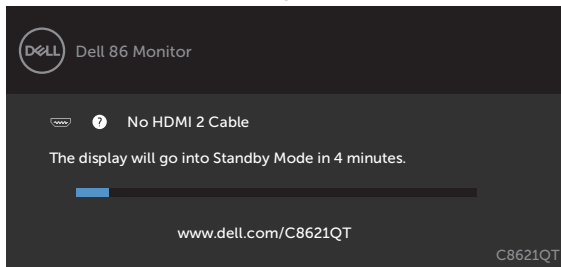 DELL
Dell 86 Monitor
? No HDMI 2 Cable
The display will go into Standby Mode in 4 minutes.
www.dell.com/C8621QT
C8621QT